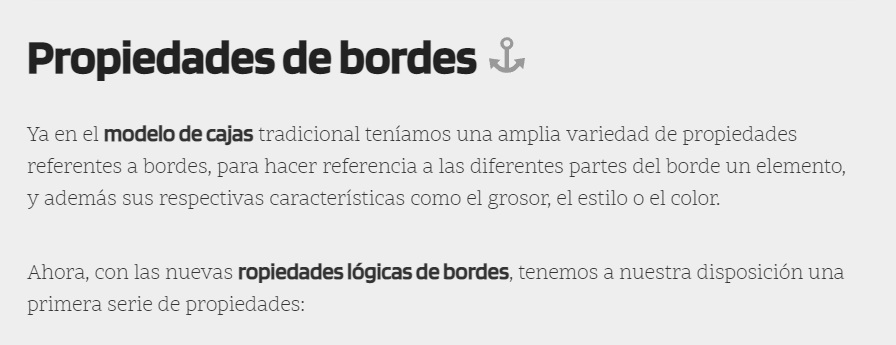 Propiedades de bordes
Ya en el modelo de cajas tradicional teníamos una amplia variedad de propiedades
referentes a bordes, para hacer referencia a las diferentes partes del borde un elemento,
y además sus respectivas características como el grosor, el estilo o el color.
Ahora, con las nuevas ropiedades lógicas de bordes, tenemos a nuestra disposición una
primera serie de propiedades: